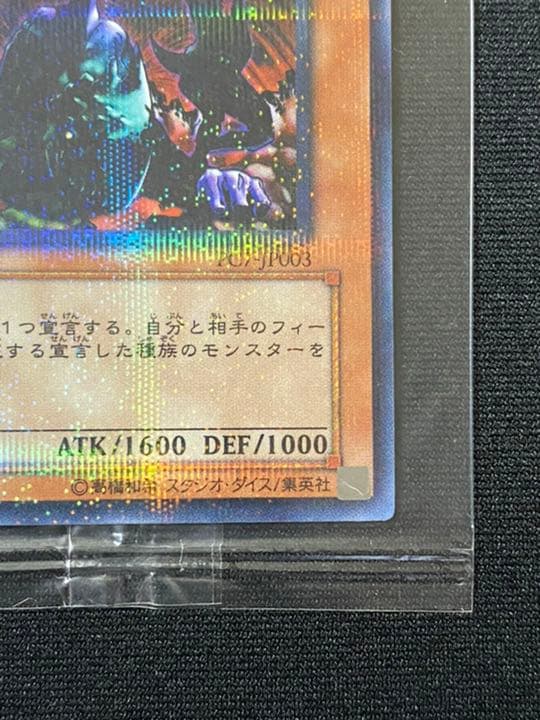 PC7-JP003
1つ宣言する。自分と相手のフィー
する宣言した種族のモンスターを
ATK/1600 DEF/1000
©高橋和希 スタジオ・ダイス/集英社